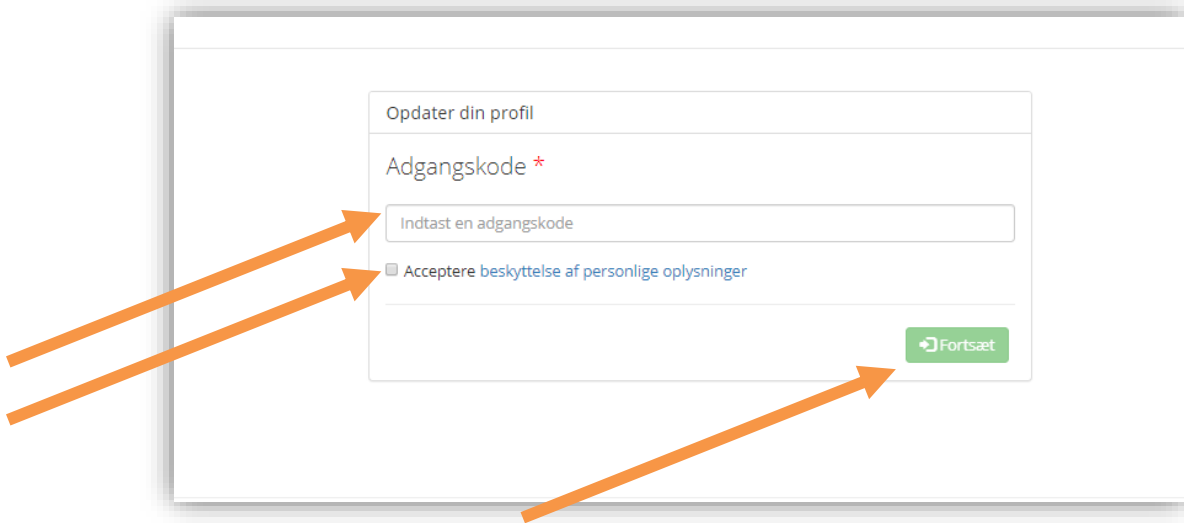 Opdater din profil
Adgangskode *
Indtast en adgangskode
Acceptere beskyttelse af personlige oplysninger
Fortsæt